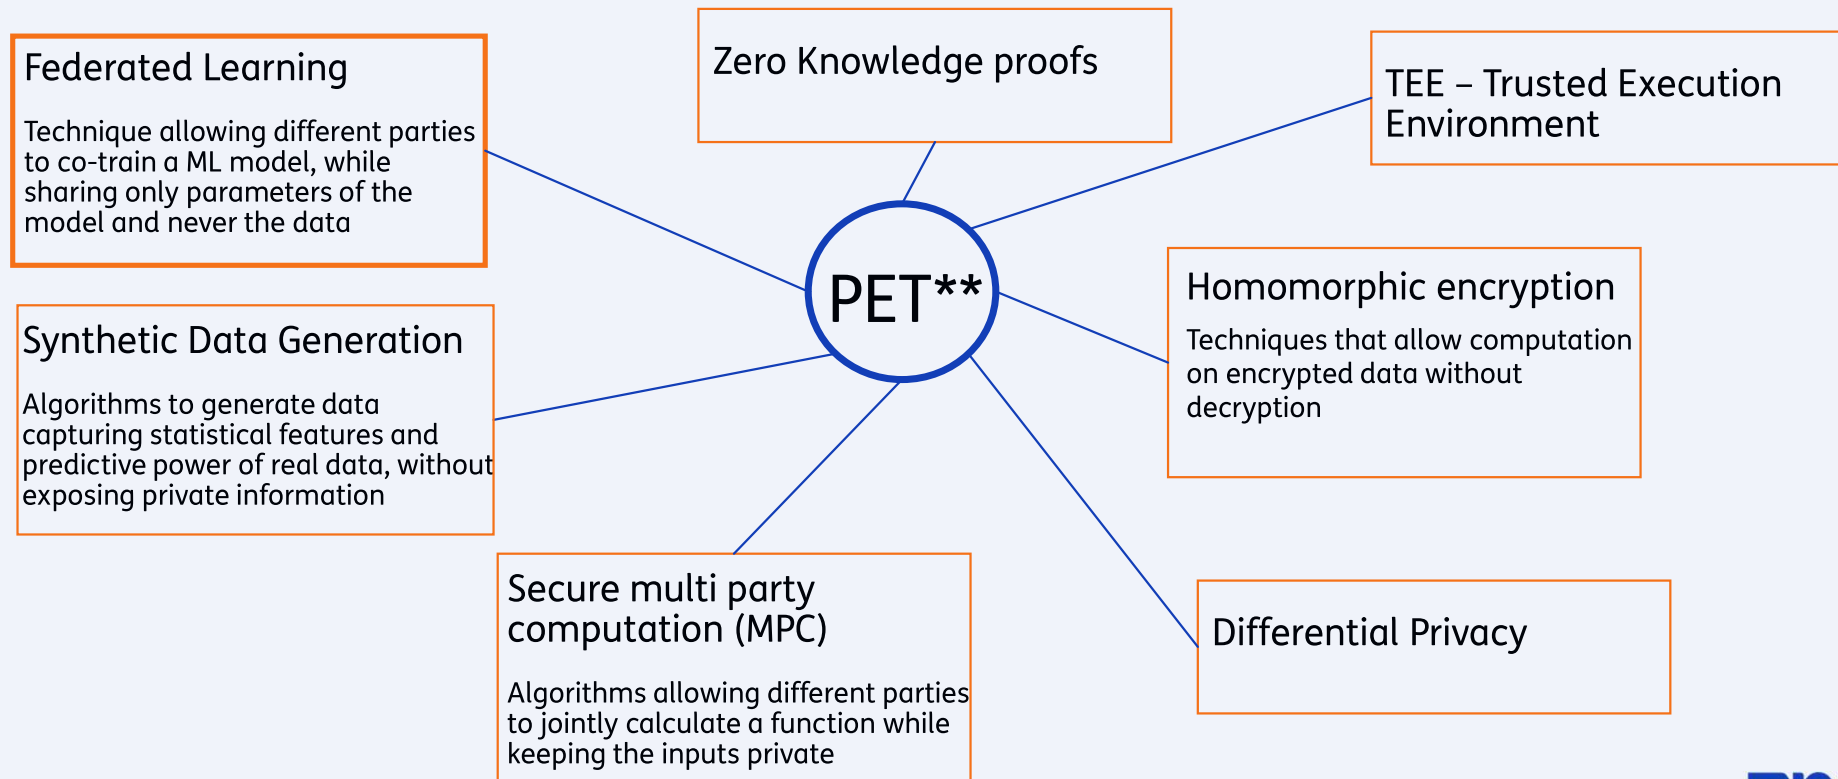 Federated Learning
Technique allowing different parties
to co-train a ML model, while
sharing only parameters of the
model and never the data
Zero Knowledge proofs
TEE – Trusted Execution
Environment
PET**
Homomorphic encryption
Techniques that allow computation
on encrypted data without
decryption
Synthetic Data Generation
Algorithms to generate data
capturing statistical features and
predictive power of real data, without
exposing private information
Secure multi party
computation (MPC)
Algorithms allowing different parties
to jointly calculate a function while
keeping the inputs private
Differential Privacy